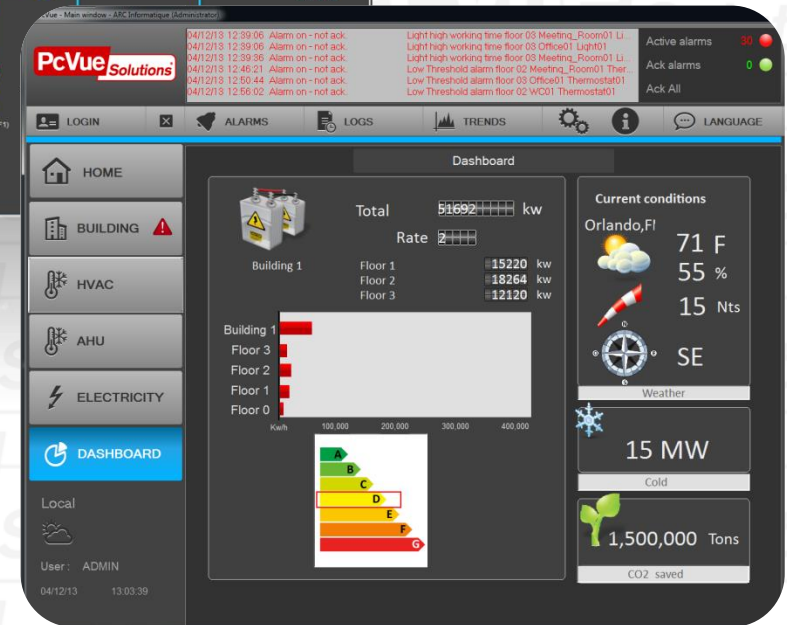 PcVue - Main window - ARC Informatique (Administrator)
PcVue Solutions
04/12/13 12:39:06 Alarm on - not ack. Light high working time floor 03 Meeting_Room01 Li...
04/12/13 12:39:06 Alarm on - not ack. Light high working time floor 03 Office01 Light01
04/12/13 12:39:36 Alarm on - not ack. Light high working time floor 03 Meeting_Room01 Li...
04/12/13 12:46:21 Alarm on - not ack. Low Threshold alarm floor 02 Meeting_Room01 Ther...
04/12/13 12:50:44 Alarm on - not ack. Low Threshold alarm floor 03 Office01 Thermostat01
04/12/13 12:56:02 Alarm on - not ack. Low Threshold alarm floor 02 WC01 Thermostat01
Active alarms 30
Ack alarms 0
Ack All
LOGIN
ALARMS
LOGS
TRENDS
LANGUAGE
HOME
BUILDING
HVAC
AHU
ELECTRICITY
DASHBOARD
Local
User : ADMIN
04/12/13 13:03:39
Dashboard
Total 51692 kw
Rate 2
Building 1
Floor 1 15220 kw
Floor 2 18264 kw
Floor 3 12120 kw
Building 1
Floor 3
Floor 2
Floor 1
Floor 0
Kw/h 100,000 200,000 300,000 400,000
A
B
C
D
E
F
G
Current conditions
Orlando,Fl
71 F
55 %
15 Nts
N
SE
Weather
15 MW
Cold
1,500,000 Tons
CO2 saved